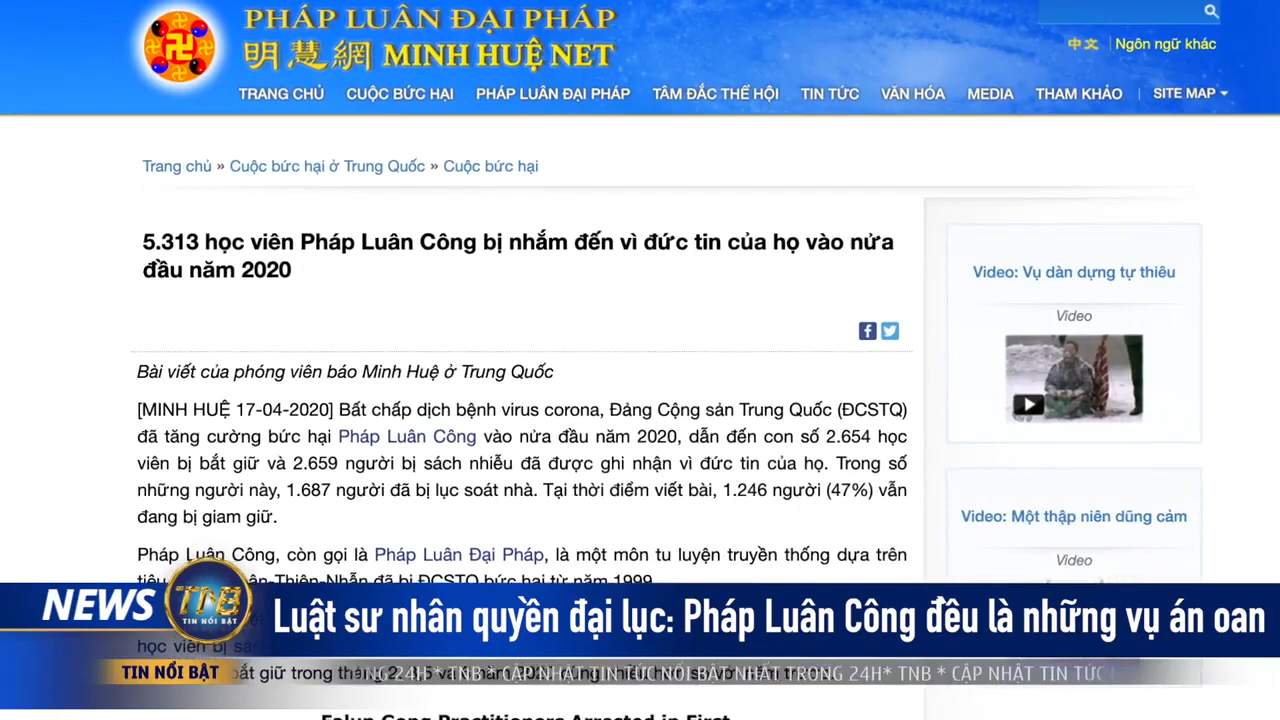 PHÁP LUÂN ĐẠI PHÁP
明慧網 MINH HUỆ NET
中文 Ngôn ngữ khác
TRANG CHỦ CUỘC BỨC HẠI PHÁP LUÂN ĐẠI PHÁP TÂM ĐẮC THỂ HỘI TIN TỨC VĂN HÓA MEDIA THAM KHẢO SITE MAP
Trang chủ » Cuộc bức hại ở Trung Quốc » Cuộc bức hại
5.313 học viên Pháp Luân Công bị nhắm đến vì đức tin của họ vào nửa
đầu năm 2020
Bài viết của phóng viên báo Minh Huệ ở Trung Quốc
[MINH HUỆ 17-04-2020] Bất chấp dịch bệnh virus corona, Đảng Cộng sản Trung Quốc (ĐCSTQ)
đã tăng cường bức hại Pháp Luân Công vào nửa đầu năm 2020, dẫn đến con số 2.654 học
viên bị bắt giữ và 2.659 người bị sách nhiễu đã được ghi nhận vì đức tin của họ. Trong số
những người này, 1.687 người đã bị lục soát nhà. Tại thời điểm viết bài, 1.246 người (47%) vẫn
đang bị giam giữ.
Pháp Luân Công, còn gọi là Pháp Luân Đại Pháp, là một môn tu luyện truyền thống dựa trên
Video: Vụ dàn dựng tự thiêu
Video
Video: Một thập niên dũng cảm
Video
NEWS TNB
TIN NỔI BẬT
Luật sư nhân quyền đại lục: Pháp Luân Công đều là những vụ án oan
học viên bị
TIN NỔI BẬT
24H* TNB * CẬP NHẬT TIN TỨC NỔI BẬT NHẤT TRONG 24H* TNB * CẬP NHẬT TIN TỨC
Falun Gong Practitioners Arrested in First